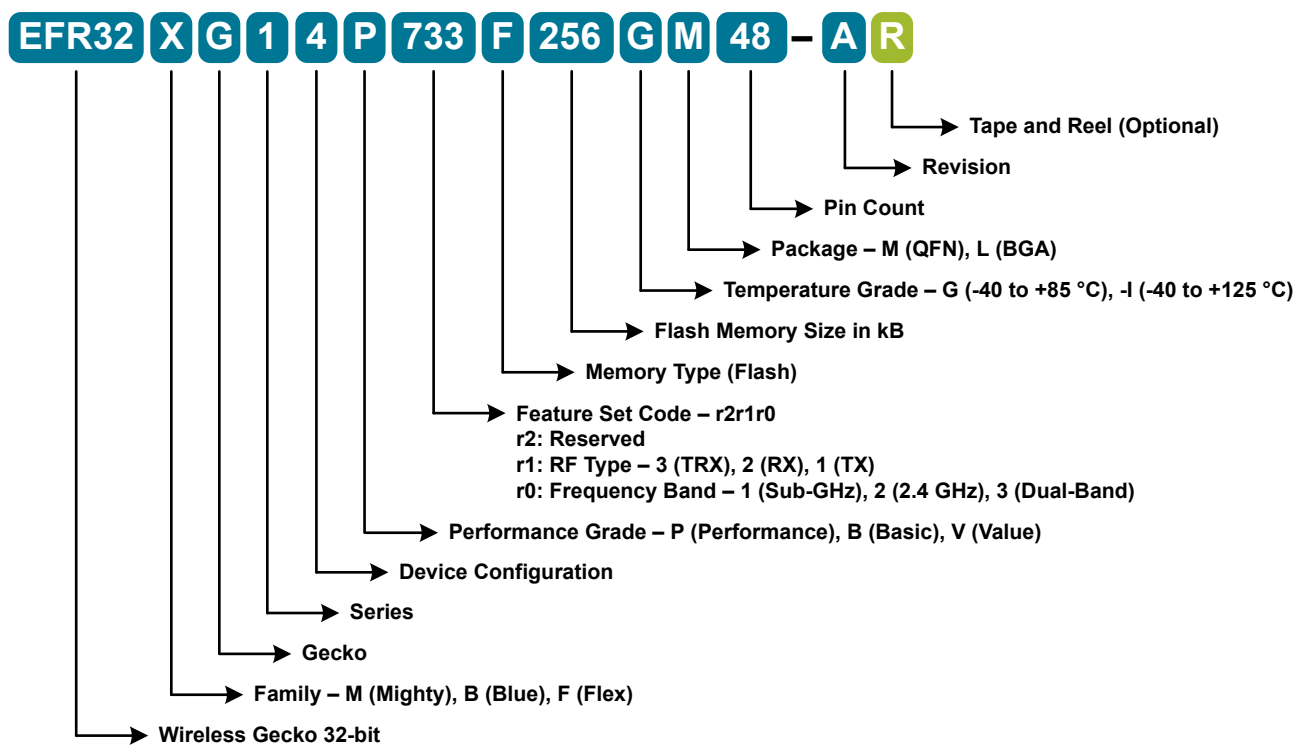 EFR32 X G 1 4 P 733 F 256 G M 48 – A R
Tape and Reel (Optional)
Revision
Pin Count
Package – M (QFN), L (BGA)
Temperature Grade – G (-40 to +85 °C), -I (-40 to +125 °C)
Flash Memory Size in kB
Memory Type (Flash)
Feature Set Code – r2r1r0
r2: Reserved
r1: RF Type – 3 (TRX), 2 (RX), 1 (TX)
r0: Frequency Band – 1 (Sub-GHz), 2 (2.4 GHz), 3 (Dual-Band)
Performance Grade – P (Performance), B (Basic), V (Value)
Device Configuration
Series
Gecko
Family – M (Mighty), B (Blue), F (Flex)
Wireless Gecko 32-bit